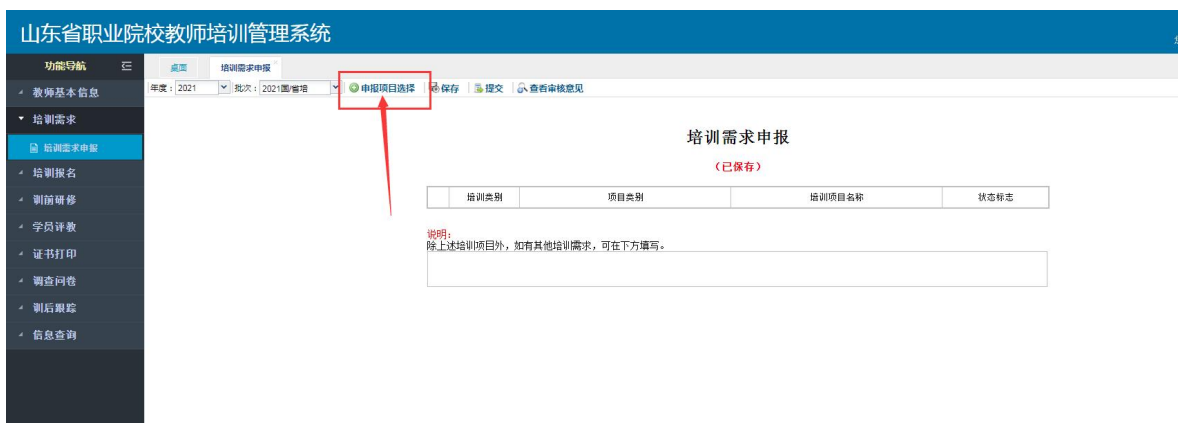 山东省职业院校教师培训管理系统
功能导航
桌面
培训需求申报
年度：2021 批次：2021国/省培 申报项目选择 保存 提交 查看审核意见
教师基本信息
培训需求
培训需求申报
培训报名
训前研修
学员评教
证书打印
调查问卷
训后跟踪
信息查询
培训需求申报
（已保存）
培训类别 项目类别 培训项目名称 状态标志
说明：
除上述培训项目外，如有其他培训需求，可在下方填写。